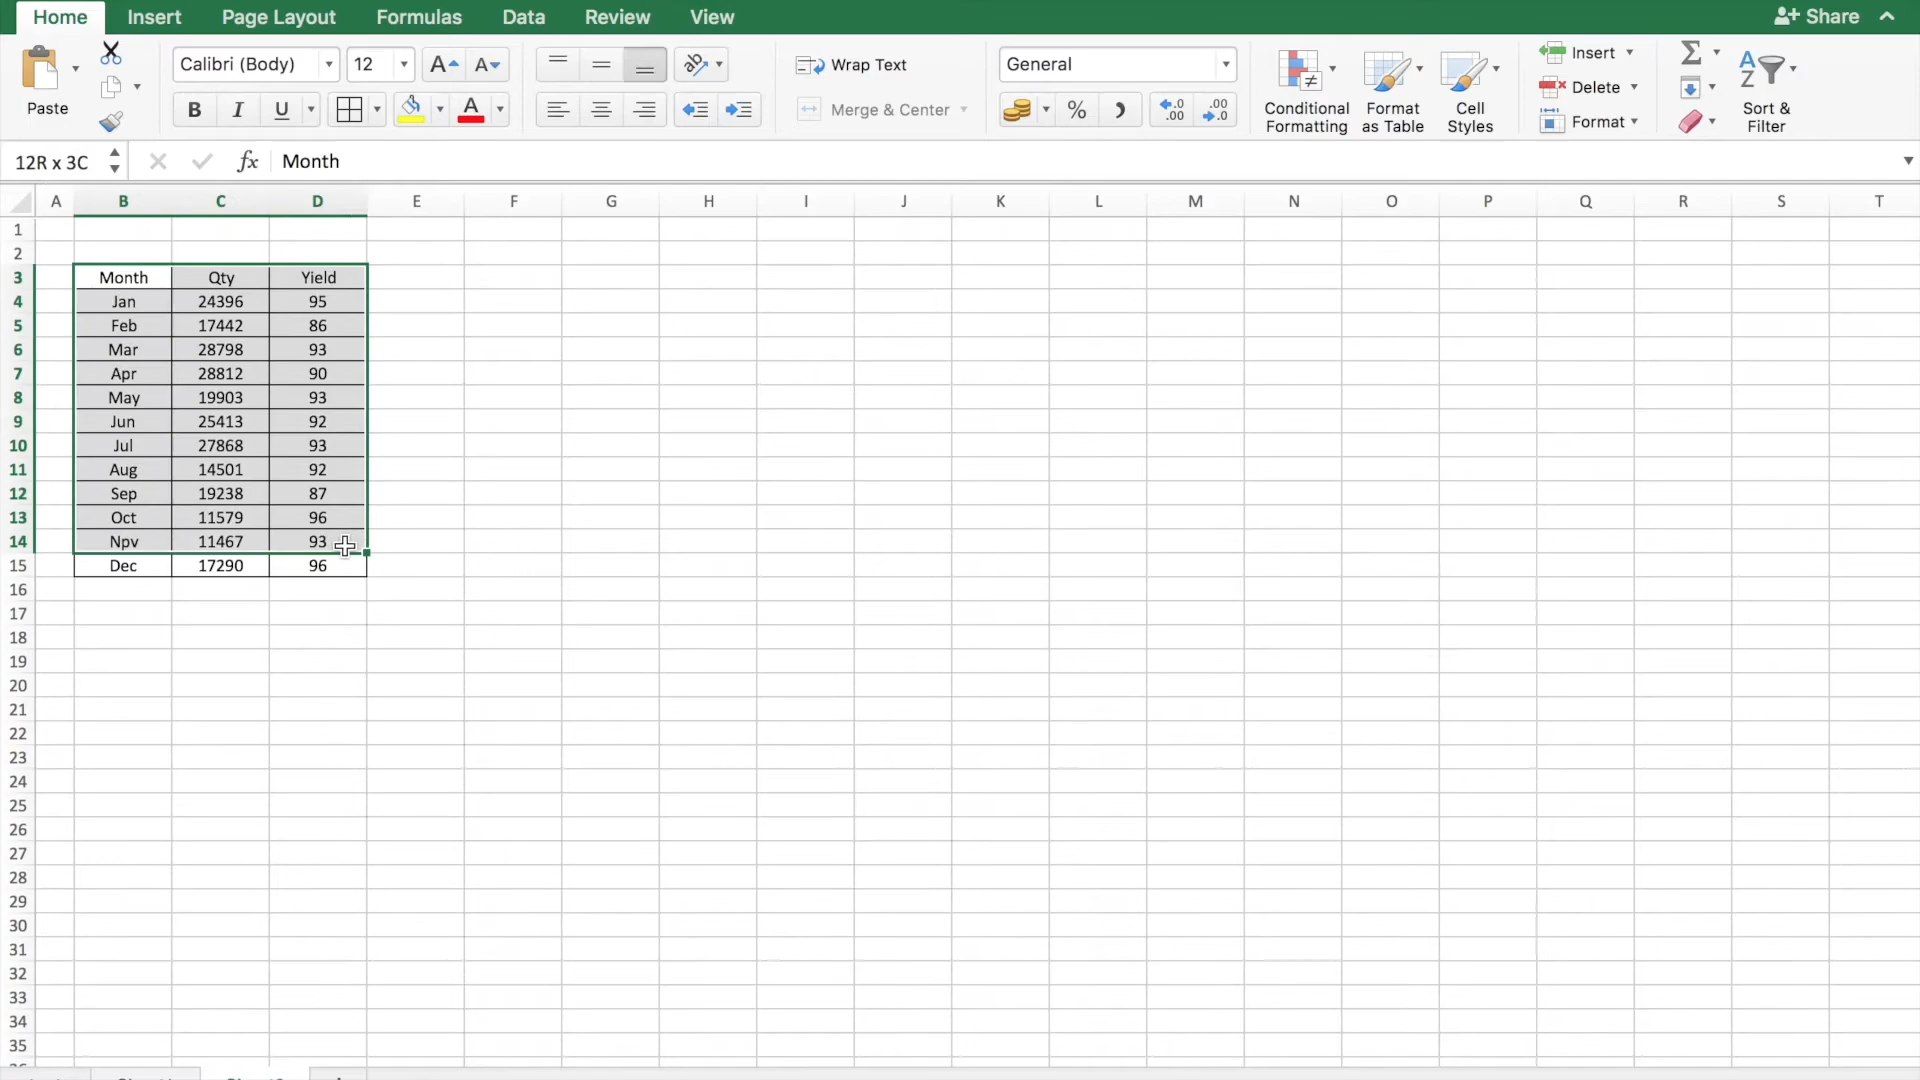 Home Insert Page Layout Formulas Data Review View Share
Calibri (Body) 12 A A ab Wrap Text General Insert
Delete
Paste B I U A Merge & Center % Conditional Formatting Format as Table Cell Styles Format Sort & Filter
12R x 3C fx Month
A B C D E F G H I J K L M N O P Q R S T
1
2
3 Month Qty Yield
4 Jan 24396 95
5 Feb 17442 86
6 Mar 28798 93
7 Apr 28812 90
8 May 19903 93
9 Jun 25413 92
10 Jul 27868 93
11 Aug 14501 92
12 Sep 19238 87
13 Oct 11579 96
14 Npv 11467 93
15 Dec 17290 96
16
17
18
19
20
21
22
23
24
25
26
27
28
29
30
31
32
33
34
35